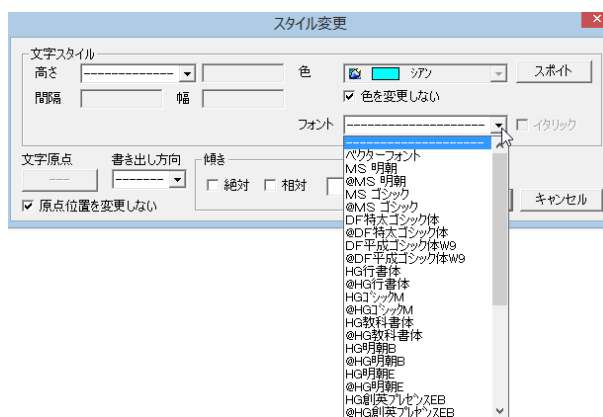 スタイル変更
文字スタイル
高さ ------------- 色 シアン スポイト
間隔 幅 色を変更しない
フォント --------------------- イタリック
文字原点 書き出し方向 傾き
--- ------- 絶対 相対 キャンセル
原点位置を変更しない
---------------------
ベクターフォント
MS 明朝
@MS 明朝
MS ゴシック
@MS ゴシック
DF特太ゴシック体
@DF特太ゴシック体
DF平成ゴシック体W9
@DF平成ゴシック体W9
HG行書体
@HG行書体
HGゴシックM
@HGゴシックM
HG教科書体
@HG教科書体
HG明朝B
@HG明朝B
HG明朝E
@HG明朝E
HG創英プレゼンスEB
@HG創英プレゼンスEB